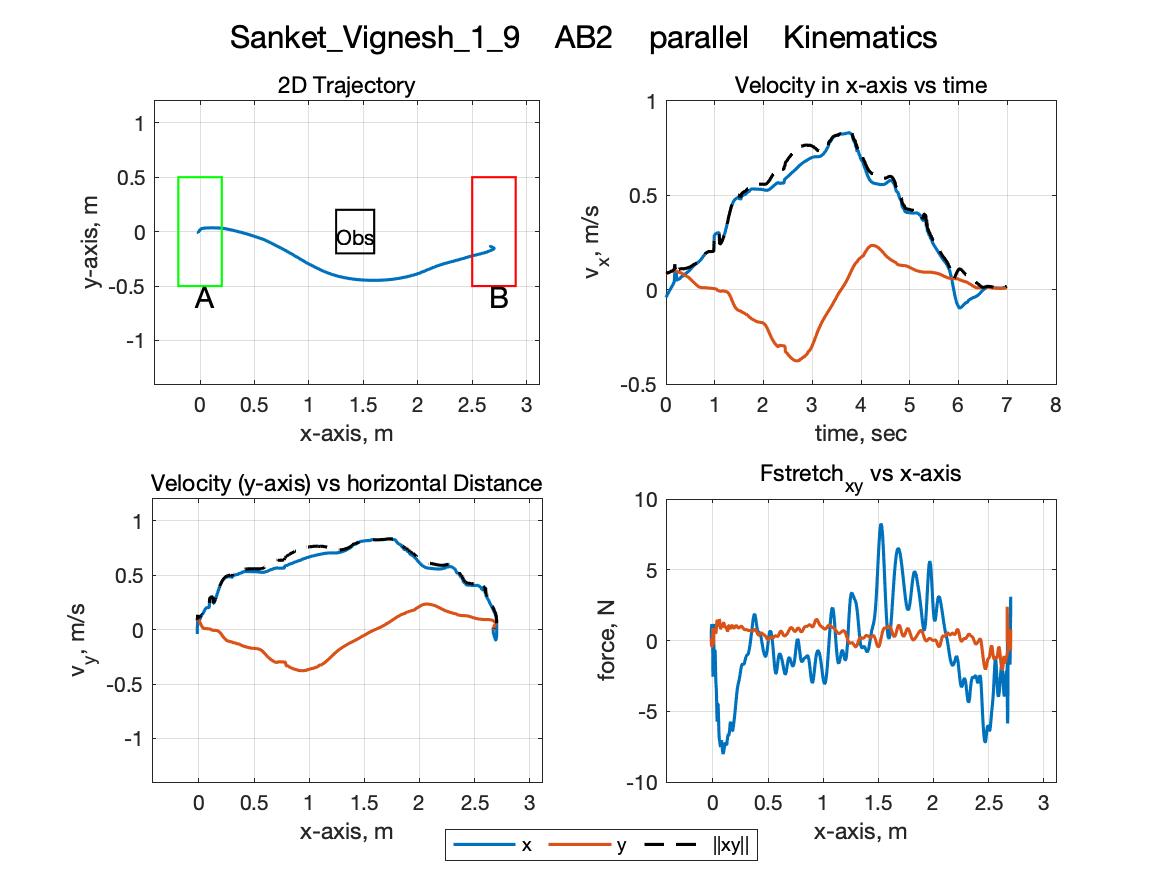 Sanket_Vignesh_1_9 AB2 parallel Kinematics
2D Trajectory
1
0.5
0
-0.5
-1
y-axis, m
Obs
A
B
0 0.5 1 1.5 2 2.5 3
x-axis, m
Velocity in x-axis vs time
1
0.5
0
-0.5
vx, m/s
0 1 2 3 4 5 6 7 8
time, sec
Velocity (y-axis) vs horizontal Distance
1
0.5
0
-0.5
-1
vy, m/s
0 0.5 1 1.5 2 2.5 3
x-axis, m
Fstretchxy vs x-axis
10
5
0
-5
-10
force, N
0 0.5 1 1.5 2 2.5 3
x-axis, m
x y ||xy||